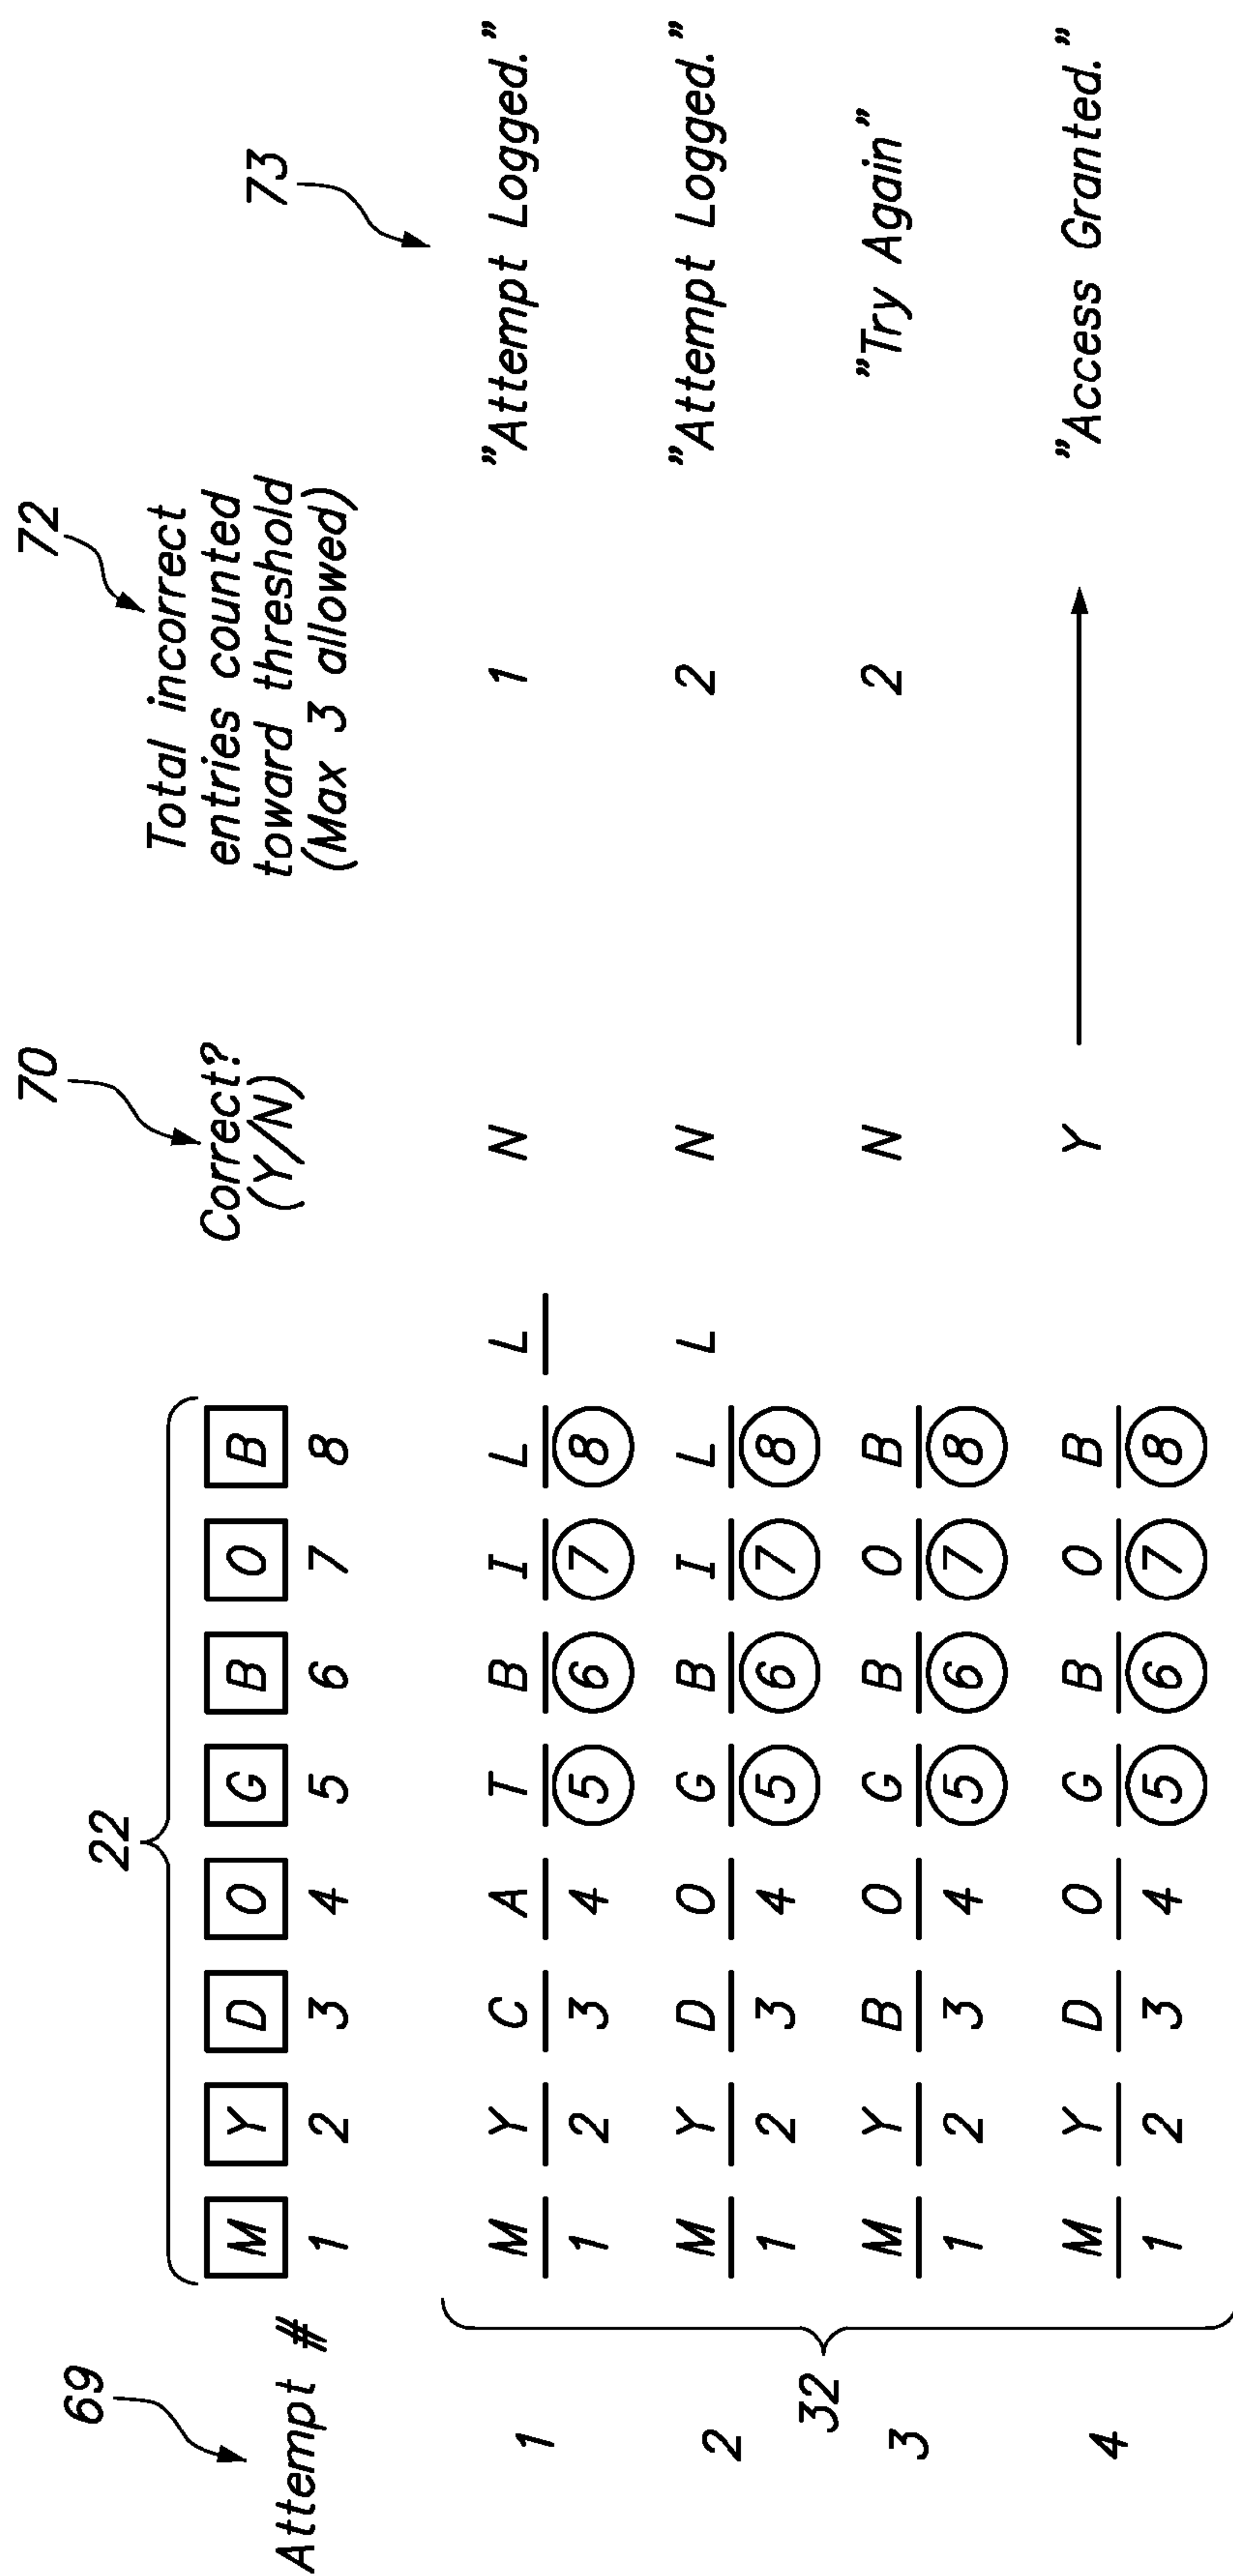 69 22 70 72 73
Attempt # M Y D O G B O B Correct? Total incorrect
1 2 3 4 5 6 7 8 (Y/N) entries counted
toward threshold
(Max 3 allowed)
1 M Y C A T B I L L N 1 "Attempt Logged."
1 2 3 4 5 6 7 8
2 M Y D O G B I L L N 2 "Attempt Logged."
1 2 3 4 5 6 7 8
32
3 M Y B O G B O B N 2 "Try Again"
1 2 3 4 5 6 7 8
4 M Y D O G B O B Y "Access Granted."
1 2 3 4 5 6 7 8